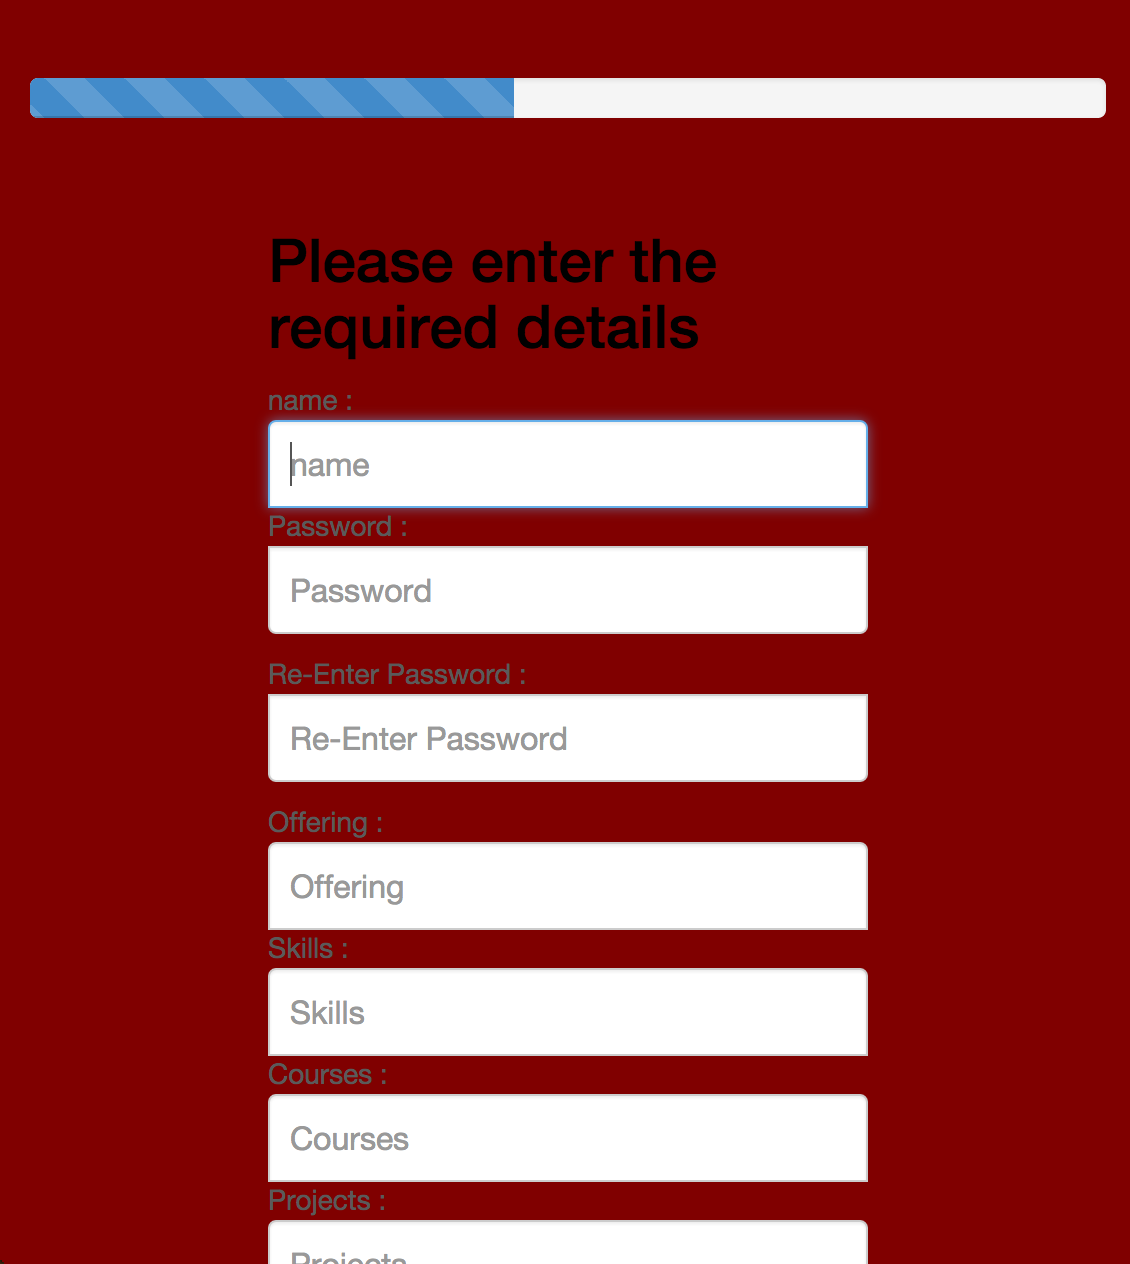 Please enter the
required details
name :
name
Password :
Password
Re-Enter Password :
Re-Enter Password
Offering :
Offering
Skills :
Skills
Courses :
Courses
Projects :
Projects